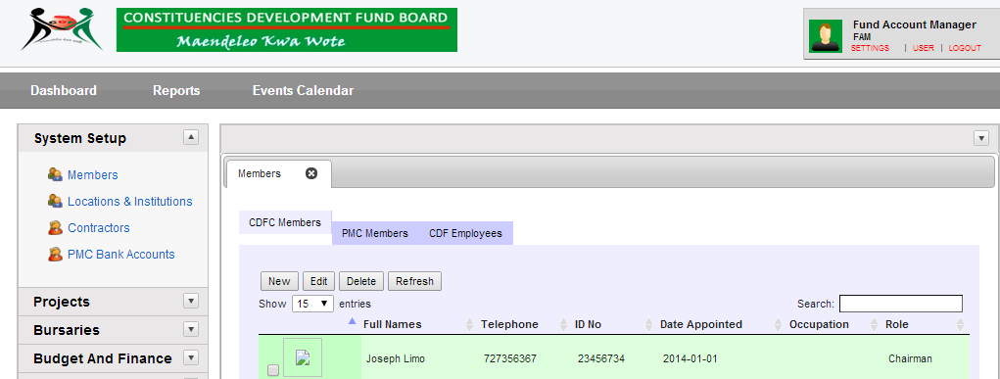 CONSTITUENCIES DEVELOPMENT FUND BOARD
Maendeleo Kwa Wote
Fund Account Manager
FAM
SETTINGS | USER | LOGOUT
Dashboard Reports Events Calendar
System Setup
Members
Locations & Institutions
Contractors
PMC Bank Accounts
Projects
Bursaries
Budget And Finance
Members
CDFC Members PMC Members CDF Employees
New Edit Delete Refresh
Show 15 entries Search:
Full Names Telephone ID No Date Appointed Occupation Role
Joseph Limo 727356367 23456734 2014-01-01 Chairman